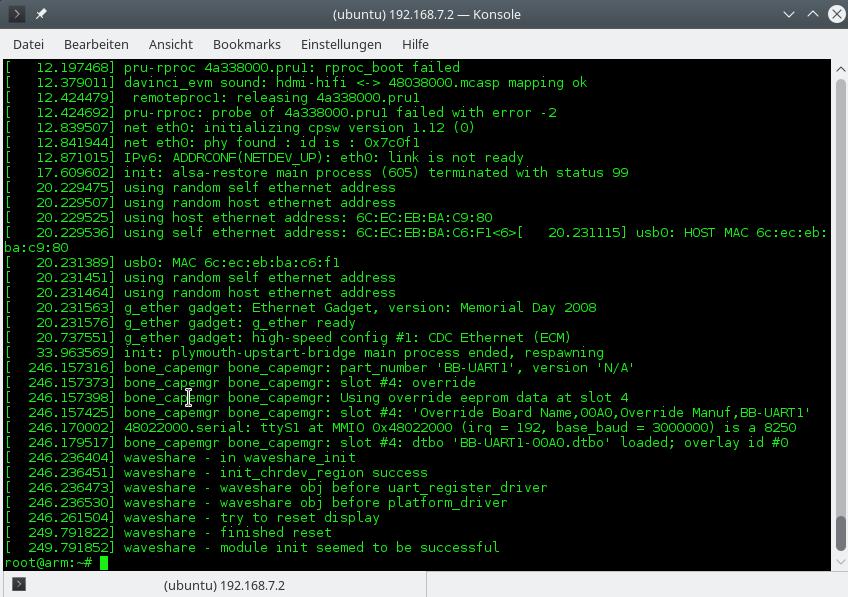 (ubuntu) 192.168.7.2 — Konsole
Datei Bearbeiten Ansicht Bookmarks Einstellungen Hilfe
[   12.197468] pru-rproc 4a338000.pru1: rproc_boot failed
[   12.379011] davinci_evm sound: hdmi-hifi <-> 48038000.mcasp mapping ok
[   12.424479]  remoteproc1: releasing 4a338000.pru1
[   12.424692] pru-rproc: probe of 4a338000.pru1 failed with error -2
[   12.839507] net eth0: initializing cpsw version 1.12 (0)
[   12.841944] net eth0: phy found : id is : 0x7c0f1
[   12.871015] IPv6: ADDRCONF(NETDEV_UP): eth0: link is not ready
[   17.609602] init: alsa-restore main process (605) terminated with status 99
[   20.229475] using random self ethernet address
[   20.229507] using random host ethernet address
[   20.229525] using host ethernet address: 6C:EC:EB:BA:C9:80
[   20.229536] using self ethernet address: 6C:EC:EB:BA:C6:F1<6>[   20.231115] usb0: HOST MAC 6c:ec:eb:
ba:c9:80
[   20.231389] usb0: MAC 6c:ec:eb:ba:c6:f1
[   20.231451] using random self ethernet address
[   20.231464] using random host ethernet address
[   20.231563] g_ether gadget: Ethernet Gadget, version: Memorial Day 2008
[   20.231576] g_ether gadget: g_ether ready
[   20.737551] g_ether gadget: high-speed config #1: CDC Ethernet (ECM)
[   33.963569] init: plymouth-upstart-bridge main process ended, respawning
[  246.157316] bone_capemgr bone_capemgr: part_number 'BB-UART1', version 'N/A'
[  246.157373] bone_capemgr bone_capemgr: slot #4: override
[  246.157398] bone_capemgr bone_capemgr: Using override eeprom data at slot 4
[  246.157425] bone_capemgr bone_capemgr: slot #4: 'Override Board Name,00A0,Override Manuf,BB-UART1'
[  246.170002] 48022000.serial: ttyS1 at MMIO 0x48022000 (irq = 192, base_baud = 3000000) is a 8250
[  246.179517] bone_capemgr bone_capemgr: slot #4: dtbo 'BB-UART1-00A0.dtbo' loaded; overlay id #0
[  246.236404] waveshare - in waveshare_init
[  246.236451] waveshare - init_chrdev_region success
[  246.236473] waveshare - waveshare obj before uart_register_driver
[  246.236530] waveshare - waveshare obj before platform_driver
[  246.261504] waveshare - try to reset display
[  249.791822] waveshare - finished reset
[  249.791852] waveshare - module init seemed to be successful
root@arm:~#
(ubuntu) 192.168.7.2